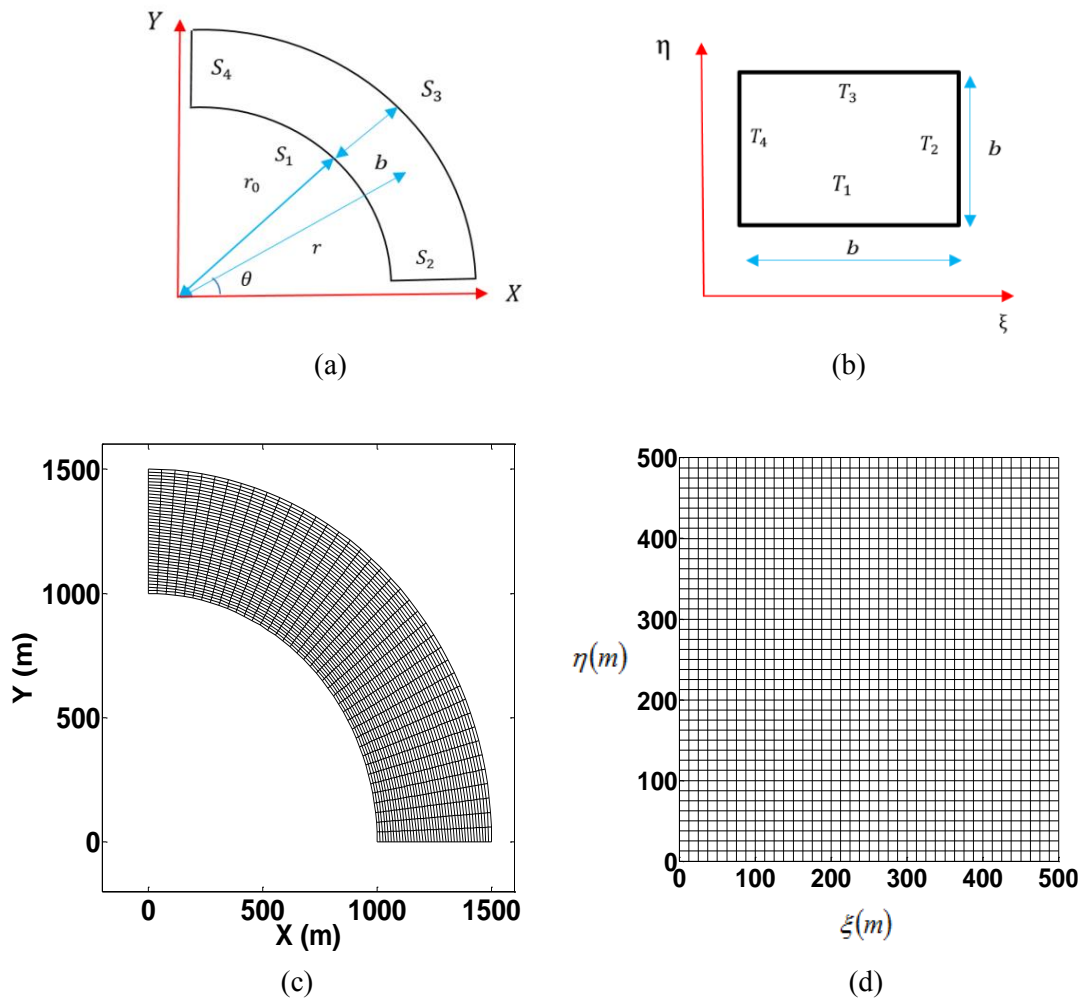 Y
S₄
S₃
S₁
b
r₀
r
S₂
θ
X
(a)
η
T₃
T₄
T₂
b
T₁
b
ξ
(b)
1500
1000
500
0
Y (m)
0 500 1000 1500
X (m)
(c)
500
400
300
200
100
0
η(m)
0 100 200 300 400 500
ξ(m)
(d)